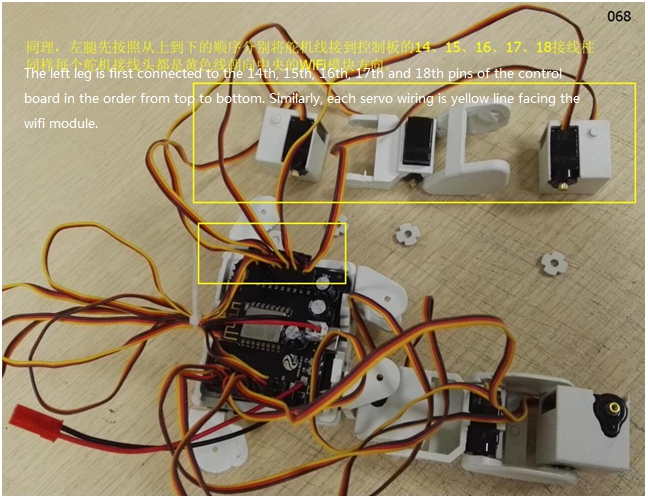 068
同理，左腿先按照从上到下的顺序分别将舵机线接到控制板的14、15、16、17、18接线柱
同样每个舵机接线头都是黄色线朝向中央的WiFi模块方向
The left leg is first connected to the 14th, 15th, 16th, 17th and 18th pins of the control
board in the order from top to bottom. Similarly, each servo wiring is yellow line facing the
wifi module.